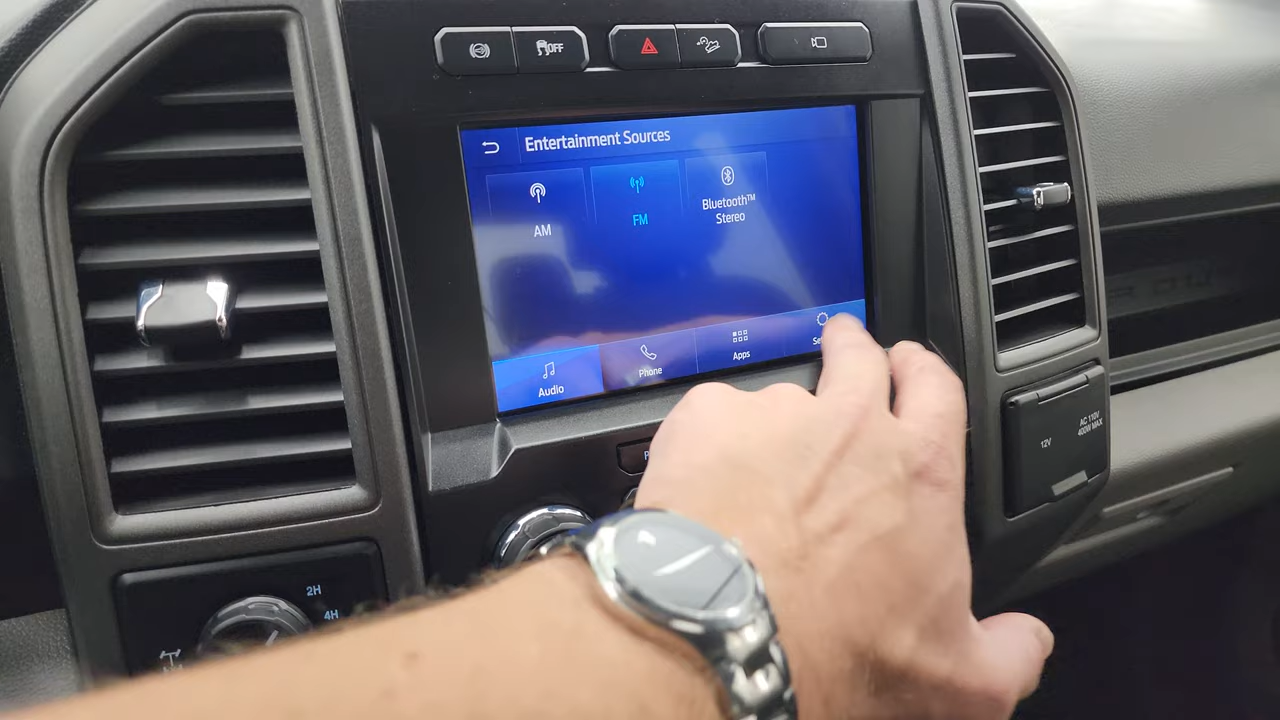 OFF
Entertainment Sources
AM
FM
Bluetooth™
Stereo
Audio
Phone
Apps
12V
AC 110V
400W MAX
2H
4H